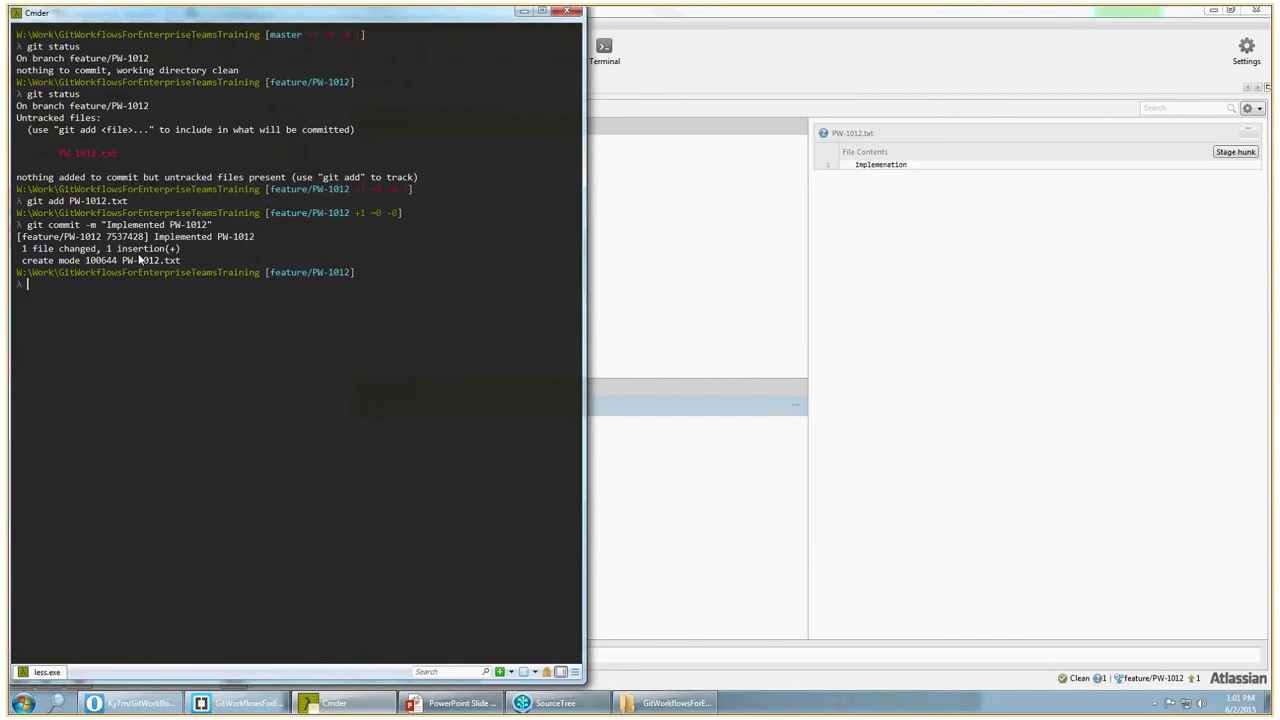 Cmder
W:\Work\GitWorkflowsForEnterpriseTeamsTraining [master ]
λ git status
On branch feature/PW-1012
nothing to commit, working directory clean
W:\Work\GitWorkflowsForEnterpriseTeamsTraining [feature/PW-1012]
λ git status
On branch feature/PW-1012
Untracked files:
(use "git add <file>..." to include in what will be committed)
PW-1012.txt
nothing added to commit but untracked files present (use "git add" to track)
W:\Work\GitWorkflowsForEnterpriseTeamsTraining [feature/PW-1012 +1 ~0 -0 !]
λ git add PW-1012.txt
W:\Work\GitWorkflowsForEnterpriseTeamsTraining [feature/PW-1012 +1 ~0 -0]
λ git commit -m "Implemented PW-1012"
[feature/PW-1012 7537428] Implemented PW-1012
1 file changed, 1 insertion(+)
create mode 100644 PW-1012.txt
W:\Work\GitWorkflowsForEnterpriseTeamsTraining [feature/PW-1012]
λ
less.exe
Search
Terminal
Settings
Search
PW-1012.txt
File Contents
Stage hunk
1 Implemenation
Clean 1 feature/PW-1012 1 Atlassian
Ky7m/GitWorkflo...
GitWorkflowsForE...
Cmder
PowerPoint Slide ...
SourceTree
GitWorkflowsForE...
1:01 PM
6/2/2015